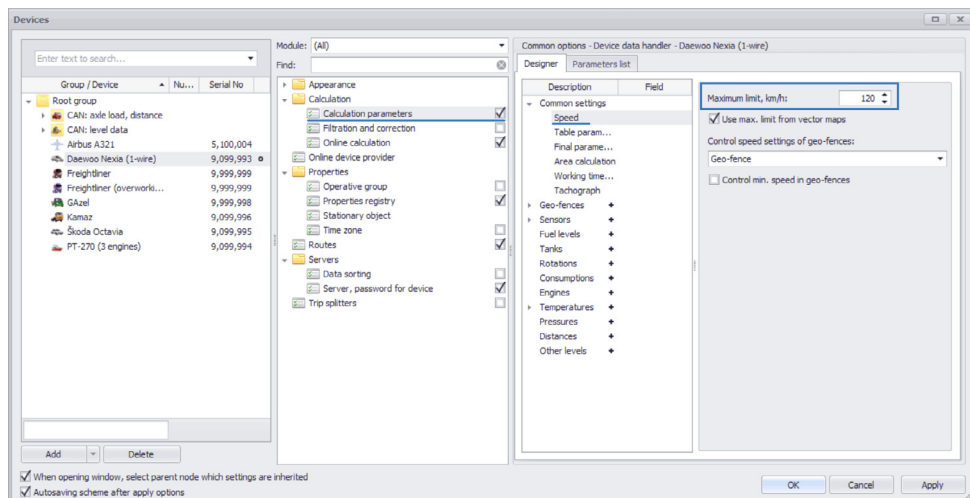 Devices
Enter text to search...
Group / Device Nu... Serial No
Root group
CAN: axle load, distance
CAN: level data
Airbus A321 5,100,004
Daewoo Nexia (1-wire) 9,099,993
Freightliner 9,999,999
Freightliner (overworki... 9,999,999
GAzel 9,999,998
Kamaz 9,099,996
Škoda Octavia 9,099,995
PT-270 (3 engines) 9,099,994
Add Delete
When opening window, select parent node which settings are inherited
Autosaving scheme after apply options
Module: (All)
Find:
Appearance
Calculation
Calculation parameters
Filtration and correction
Online calculation
Online device provider
Properties
Operative group
Properties registry
Stationary object
Time zone
Routes
Servers
Data sorting
Server, password for device
Trip splitters
Common options - Device data handler - Daewoo Nexia (1-wire)
Designer Parameters list
Description Field
Common settings
Speed
Table param...
Final parame...
Area calculation
Working time...
Tachograph
Geo-fences +
Sensors +
Fuel levels +
Tanks +
Rotations +
Consumptions +
Engines +
Temperatures +
Pressures +
Distances +
Other levels +
Maximum limit, km/h: 120
Use max. limit from vector maps
Control speed settings of geo-fences:
Geo-fence
Control min. speed in geo-fences
OK Cancel Apply